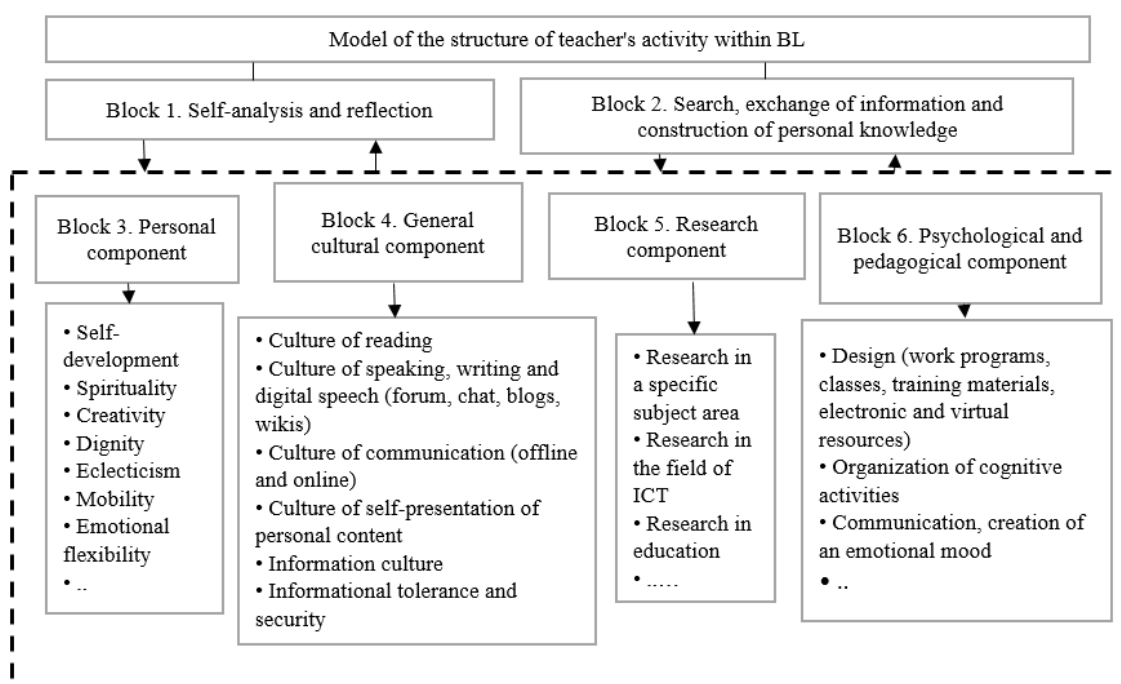 Model of the structure of teacher's activity within BL
Block 1. Self-analysis and reflection
Block 2. Search, exchange of information and
construction of personal knowledge
Block 3. Personal
component
Block 4. General
cultural component
Block 5. Research
component
Block 6. Psychological and
pedagogical component
• Self-
development
• Spirituality
• Creativity
• Dignity
• Eclecticism
• Mobility
• Emotional
flexibility
• ..
• Culture of reading
• Culture of speaking, writing and
digital speech (forum, chat, blogs,
wikis)
• Culture of communication (offline
and online)
• Culture of self-presentation of
personal content
• Information culture
• Informational tolerance and
security
• Research in
a specific
subject area
• Research in
the field of
ICT
• Research in
education
• .....
• Design (work programs,
classes, training materials,
electronic and virtual
resources)
• Organization of cognitive
activities
• Communication, creation of
an emotional mood
• ..